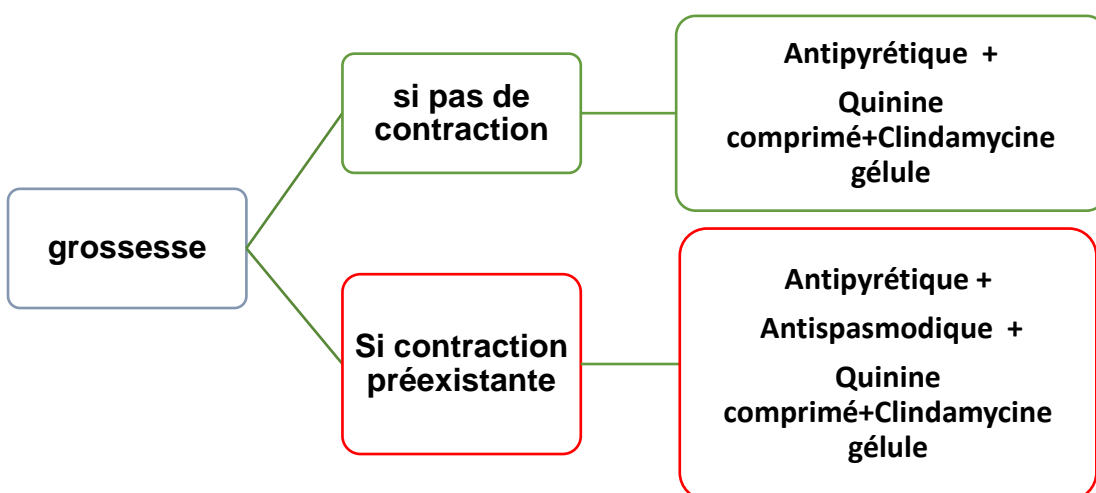 grossesse
si pas de
contraction
Antipyrétique +
Quinine
comprimé+Clindamycine
gélule
Si contraction
préexistante
Antipyrétique +
Antispasmodique +
Quinine
comprimé+Clindamycine
gélule